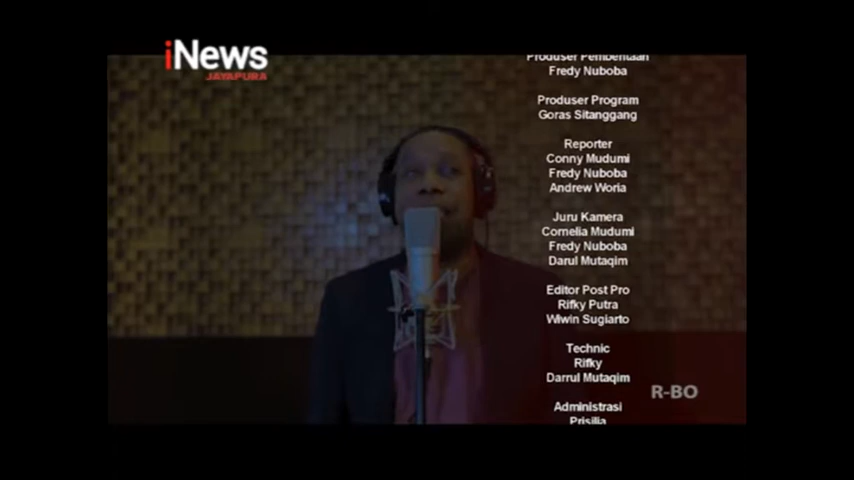 iNews
JAYAPURA
Produser Pemberitaan
Fredy Nuboba
Produser Program
Goras Sitanggang
Reporter
Conny Mudumi
Fredy Nuboba
Andrew Woria
Juru Kamera
Cornelia Mudumi
Fredy Nuboba
Darul Mutaqim
Editor Post Pro
Rifky Putra
Wiwin Sugiarto
Technic
Rifky
Darrul Mutaqim
Administrasi
Prisilia
R-BO